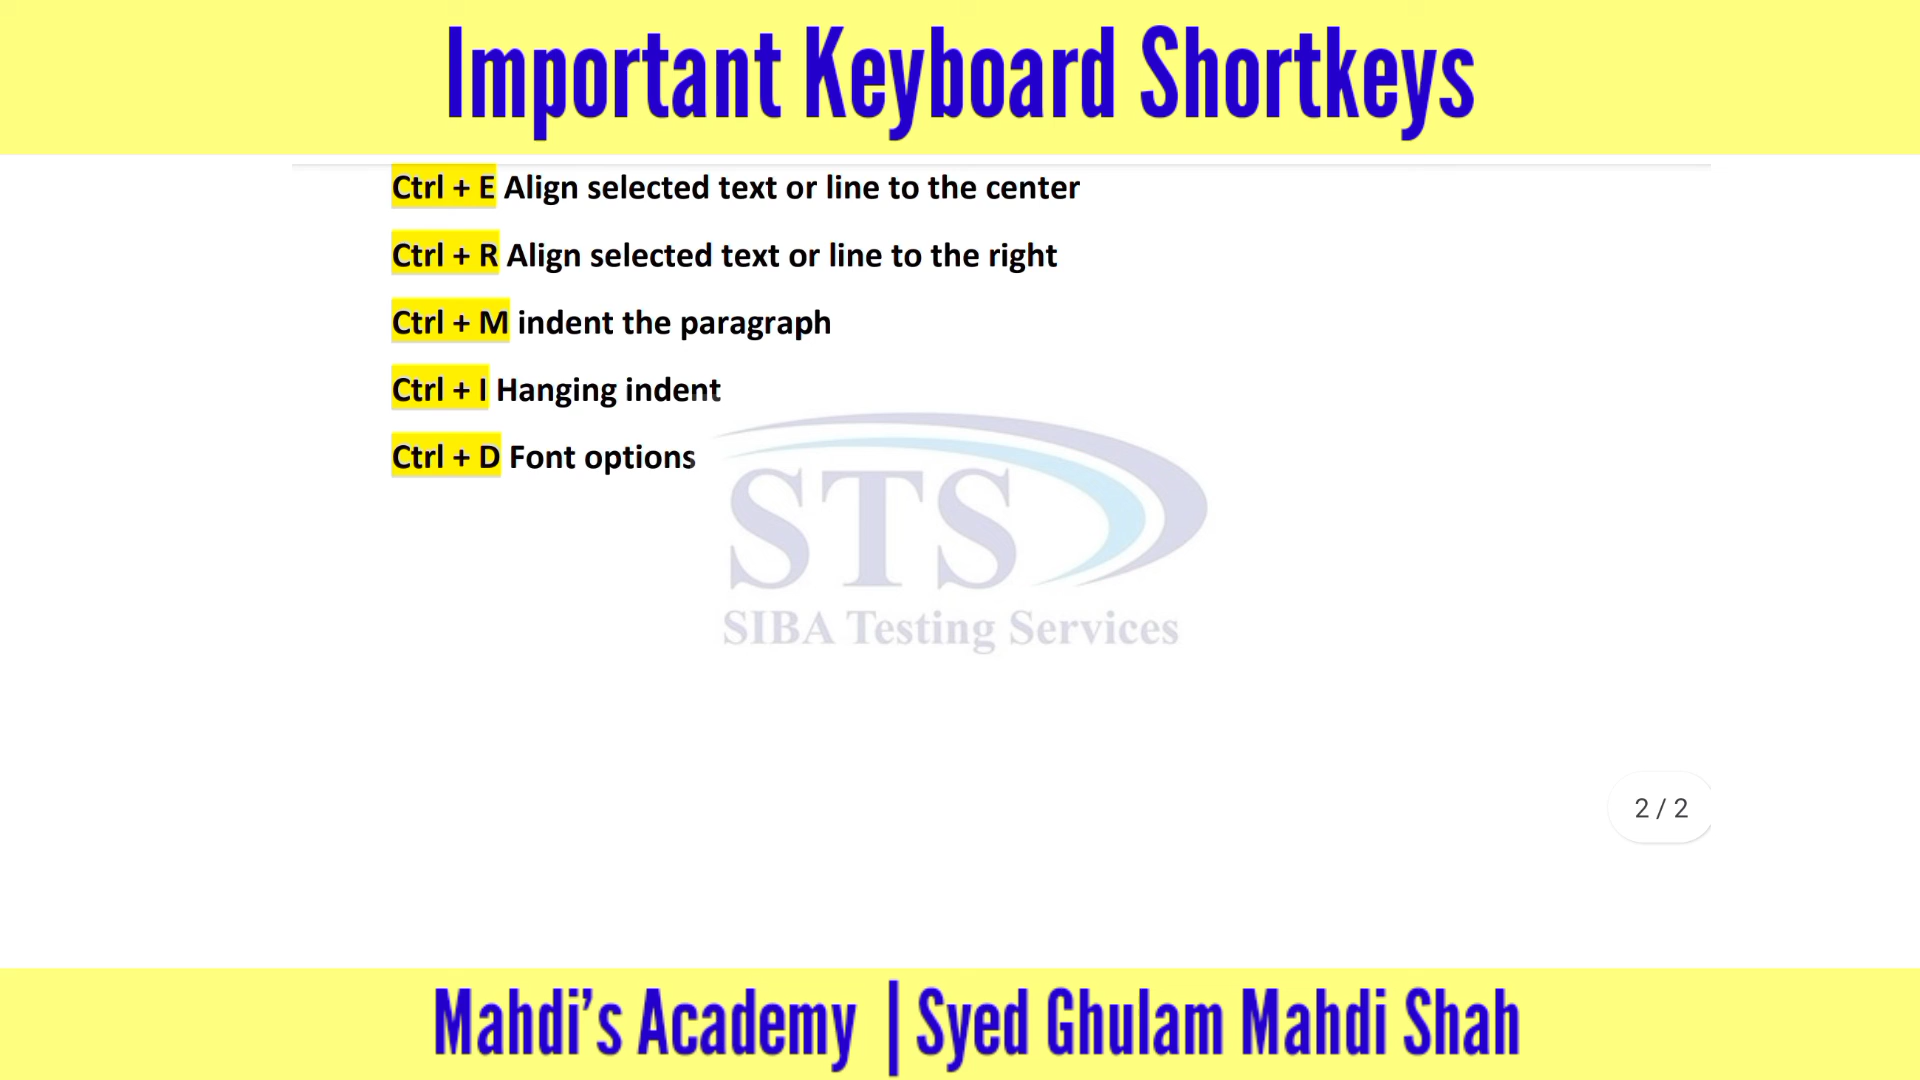 Important Keyboard Shortkeys
Ctrl + E Align selected text or line to the center
Ctrl + R Align selected text or line to the right
Ctrl + M indent the paragraph
Ctrl + I Hanging indent
Ctrl + D Font options
STS
SIBA Testing Services
2 / 2
Mahdi’s Academy | Syed Ghulam Mahdi Shah